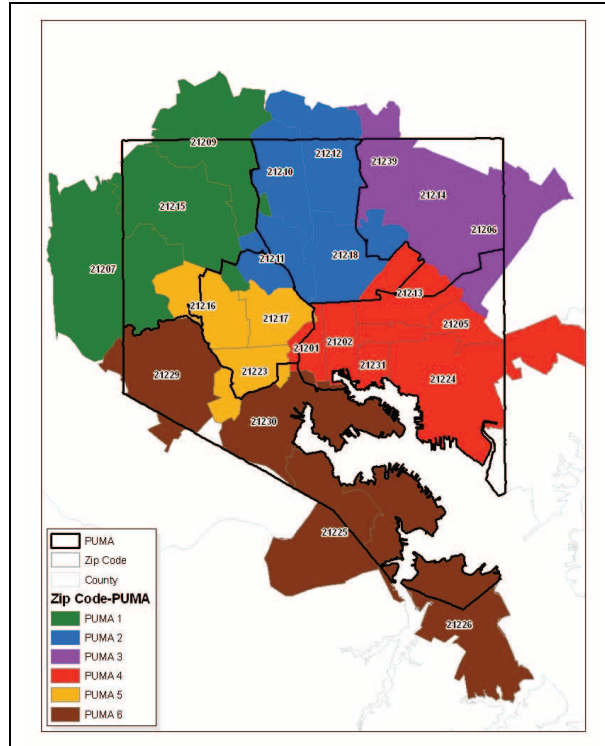 21209
21212
21210
21239
21215
21214
21206
21211
21218
21207
21213
21216
21217
21205
21201
21202
21231
21229
21223
21224
21230
21225
21226
PUMA
Zip Code
County
Zip Code-PUMA
PUMA 1
PUMA 2
PUMA 3
PUMA 4
PUMA 5
PUMA 6